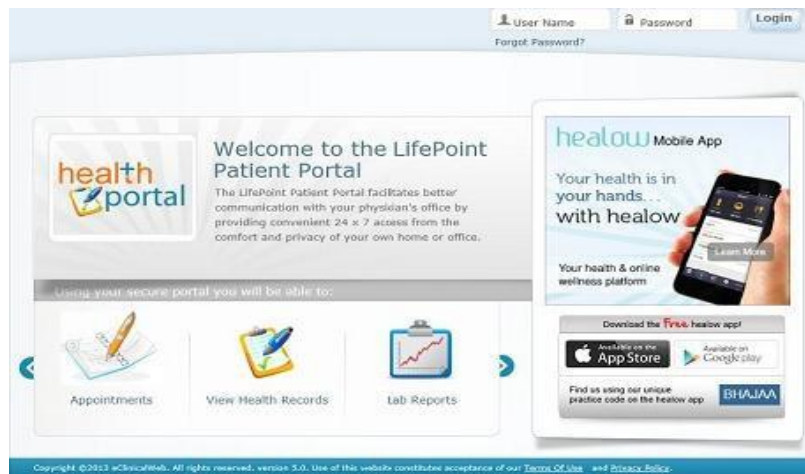 User Name
Password
Login
Forgot Password?
health
portal
Welcome to the LifePoint
Patient Portal
The LifePoint Patient Portal facilitates better
communication with your physician's office by
providing convenient 24 x 7 access from the
comfort and privacy of your own home or office.
Using your secure portal you will be able to:
Appointments
View Health Records
Lab Reports
healow Mobile App
Your health is in
your hands...
with healow
Learn More
Your health & online
wellness platform
Download the Free healow app!
Available on the
App Store
Available on
Google play
Find us using our unique
practice code on the healow app
BHAJAA
Copyright ©2013 eClinicalWeb. All rights reserved. version 5.0. Use of this website constitutes acceptance of our Terms Of Use and Privacy Policy.